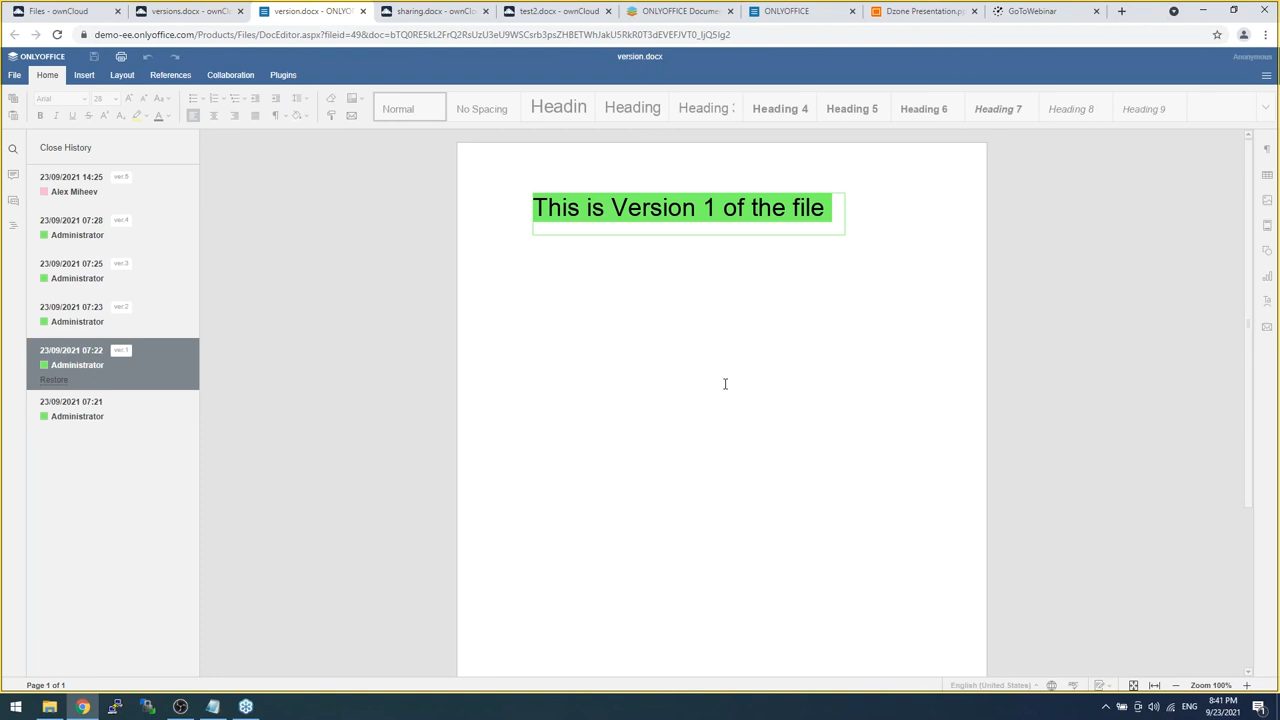 Files - ownCloud
versions.docx - ownCl
version.docx - ONLYO
sharing.docx - ownClo
test2.docx - ownCloud
ONLYOFFICE Docume
ONLYOFFICE
Dzone Presentation.pp
GoToWebinar
demo-ee.onlyoffice.com/Products/Files/DocEditor.aspx?fileid=49&doc=bTQ0RE5kL2FrQ2RsUzU3eU9WSCsrb3psZHBETWhJakU5RkR0T3dEVEFJVT0_IjQ5Ig2
ONLYOFFICE
version.docx
Anonymous
File Home Insert Layout References Collaboration Plugins
Arial 28
Normal No Spacing Headin Heading Heading 3 Heading 4 Heading 5 Heading 6 Heading 7 Heading 8 Heading 9
Close History
23/09/2021 14:25 ver.5
Alex Miheev
23/09/2021 07:28 ver.4
Administrator
23/09/2021 07:25 ver.3
Administrator
23/09/2021 07:23 ver.2
Administrator
23/09/2021 07:22 ver.1
Administrator
Restore
23/09/2021 07:21
Administrator
This is Version 1 of the file
Page 1 of 1
English (United States)
Zoom 100%
ENG
8:41 PM
9/23/2021